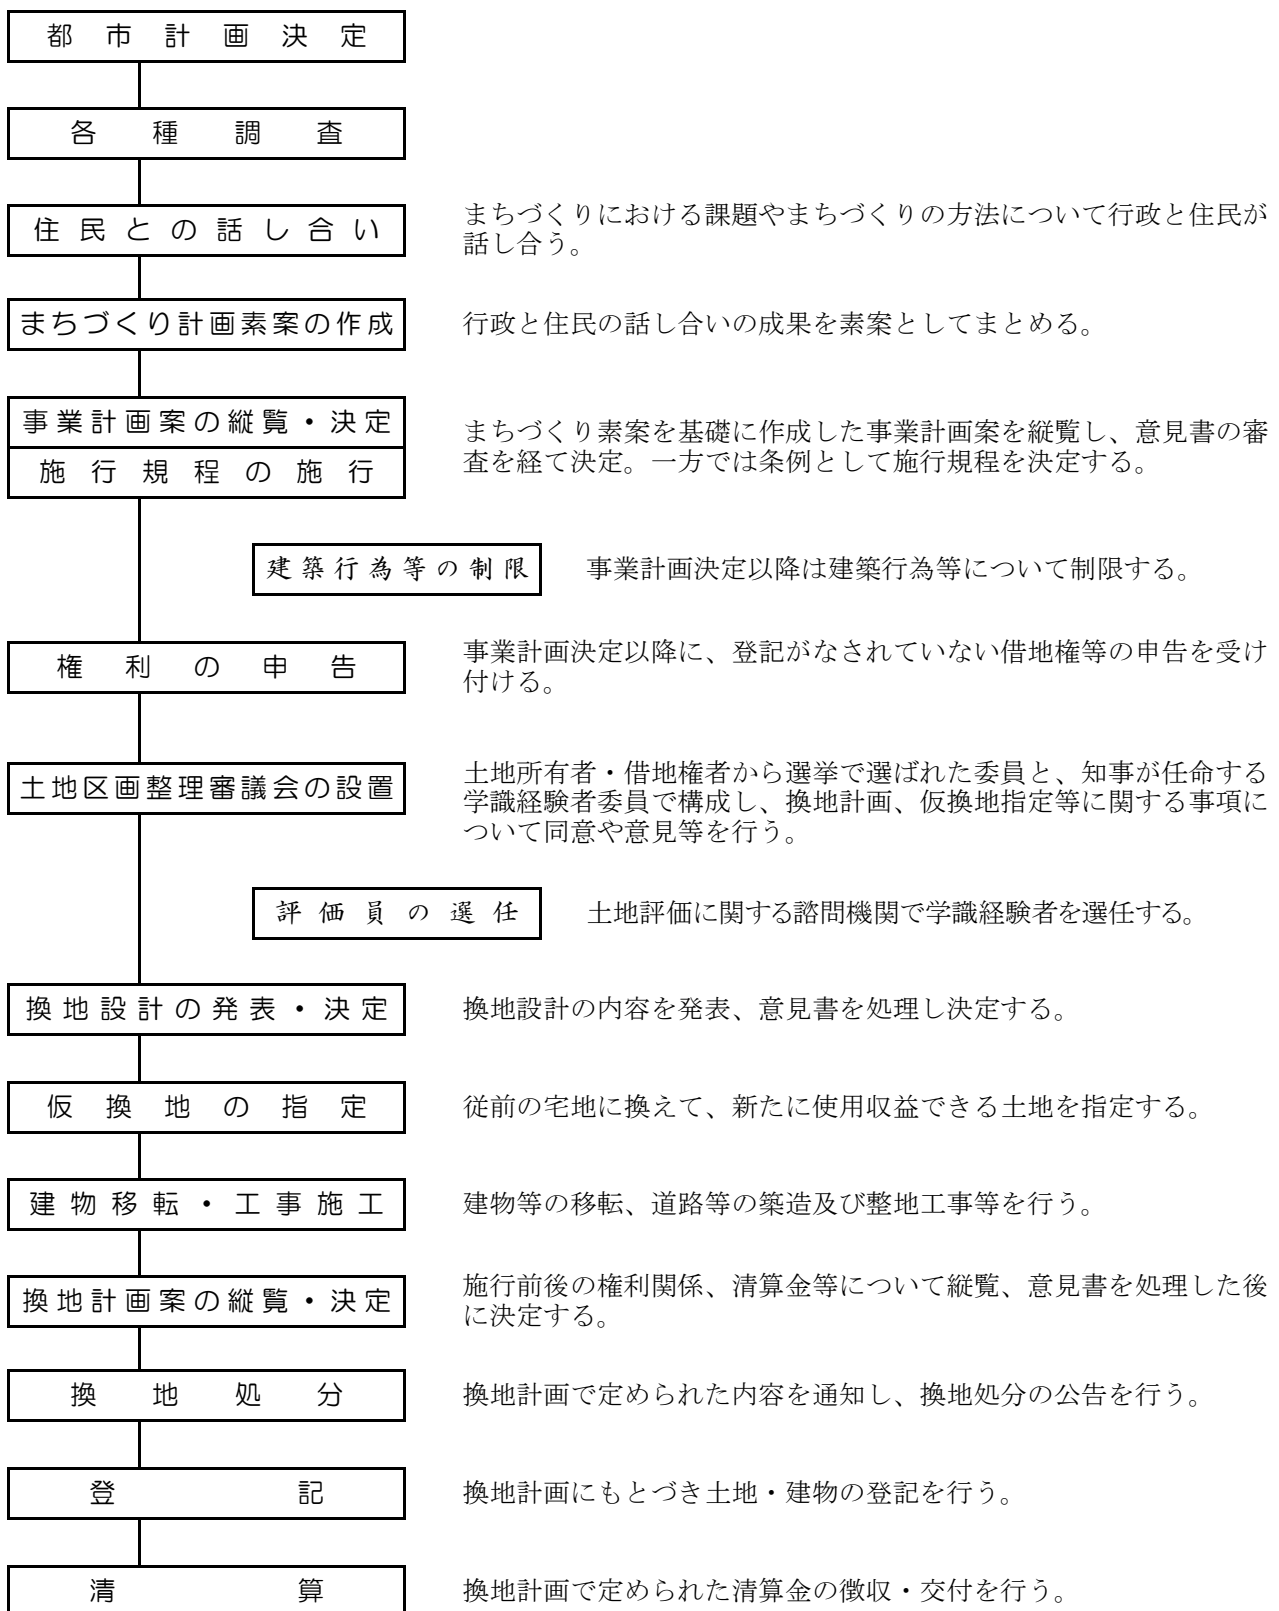 都市計画決定
各種調査
住民との話し合い
まちづくりにおける課題やまちづくりの方法について行政と住民が
話し合う。
まちづくり計画素案の作成
行政と住民の話し合いの成果を素案としてまとめる。
事業計画案の縦覧・決定
施行規程の施行
まちづくり素案を基礎に作成した事業計画案を縦覧し、意見書の審
査を経て決定。一方では条例として施行規程を決定する。
建築行為等の制限
事業計画決定以降は建築行為等について制限する。
権利の申告
事業計画決定以降に、登記がなされていない借地権等の申告を受け
付ける。
土地区画整理審議会の設置
土地所有者・借地権者から選挙で選ばれた委員と、知事が任命する
学識経験者委員で構成し、換地計画、仮換地指定等に関する事項に
ついて同意や意見等を行う。
評価員の選任
土地評価に関する諮問機関で学識経験者を選任する。
換地設計の発表・決定
換地設計の内容を発表、意見書を処理し決定する。
仮換地の指定
従前の宅地に換えて、新たに使用収益できる土地を指定する。
建物移転・工事施工
建物等の移転、道路等の築造及び整地工事等を行う。
換地計画案の縦覧・決定
施行前後の権利関係、清算金等について縦覧、意見書を処理した後
に決定する。
換地処分
換地計画で定められた内容を通知し、換地処分の公告を行う。
登記
換地計画にもとづき土地・建物の登記を行う。
清算
換地計画で定められた清算金の徴収・交付を行う。